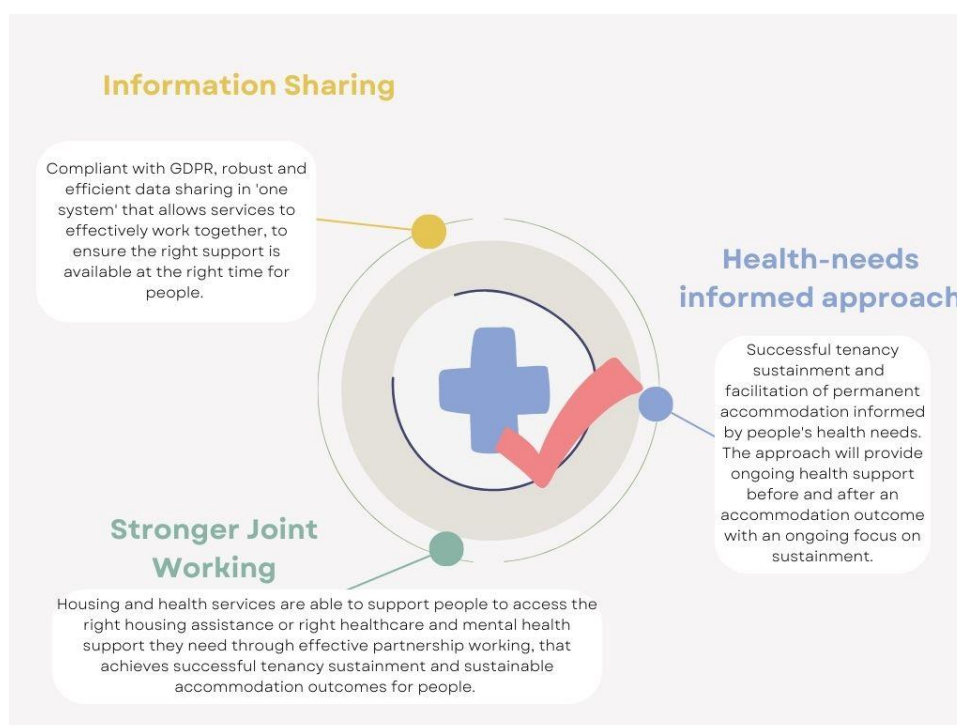 Information Sharing
Compliant with GDPR, robust and
efficient data sharing in 'one
system' that allows services to
effectively work together, to
ensure the right support is
available at the right time for
people.
Health-needs
informed approach
Successful tenancy
sustainment and
facilitation of permanent
accommodation informed
by people's health needs.
The approach will provide
ongoing health support
before and after an
accommodation outcome
with an ongoing focus on
sustainment.
Stronger Joint
Working
Housing and health services are able to support people to access the
right housing assistance or right healthcare and mental health
support they need through effective partnership working, that
achieves successful tenancy sustainment and sustainable
accommodation outcomes for people.